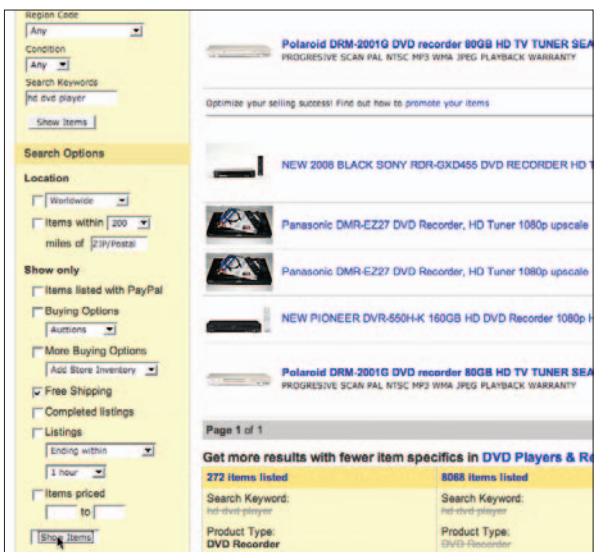 Region Code
Any
Condition
Any
Search Keywords
hd dvd player
Show Items
Search Options
Location
Worldwide
Items within 200
miles of ZIP/Postal
Show only
Items listed with PayPal
Buying Options
Auctions
More Buying Options
Add Store Inventory
Free Shipping
Completed listings
Listings
Ending within
1 hour
Items priced
to
Show Items
Polaroid DRM-2001G DVD recorder 80GB HD TV TUNER SEA
PROGRESIVE SCAN PAL NTSC MP3 WMA JPEG PLAYBACK WARRANTY
Optimize your selling success! Find out how to promote your items
NEW 2008 BLACK SONY RDR-GXD455 DVD RECORDER HD T
Panasonic DMR-EZ27 DVD Recorder, HD Tuner 1080p upscale
Panasonic DMR-EZ27 DVD Recorder, HD Tuner 1080p upscale
NEW PIONEER DVR-550H-K 160GB HD DVD Recorder 1080p H
Polaroid DRM-2001G DVD recorder 80GB HD TV TUNER SEA
PROGRESIVE SCAN PAL NTSC MP3 WMA JPEG PLAYBACK WARRANTY
Page 1 of 1
Get more results with fewer item specifics in DVD Players & Re
272 items listed
Search Keyword:
hd dvd player
Product Type:
DVD Recorder
8068 items listed
Search Keyword:
hd dvd player
Product Type:
DVD Recorder